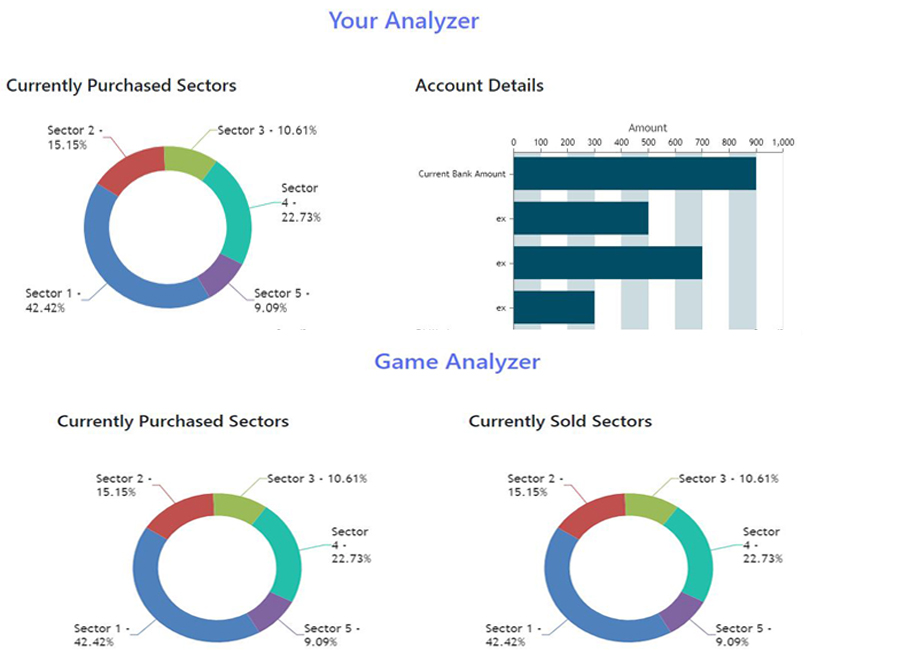 Your Analyzer
Currently Purchased Sectors
Account Details
Sector 2 -
15.15%
Sector 3 - 10.61%
Sector
4 -
22.73%
Sector 1 -
42.42%
Sector 5 -
9.09%
Amount
0 100 200 300 400 500 600 700 800 900 1,000
Current Bank Amount
ex
ex
ex
Game Analyzer
Currently Purchased Sectors
Currently Sold Sectors
Sector 2 -
15.15%
Sector 3 - 10.61%
Sector
4 -
22.73%
Sector 1 -
42.42%
Sector 5 -
9.09%
Sector 2 -
15.15%
Sector 3 - 10.61%
Sector
4 -
22.73%
Sector 1 -
42.42%
Sector 5 -
9.09%